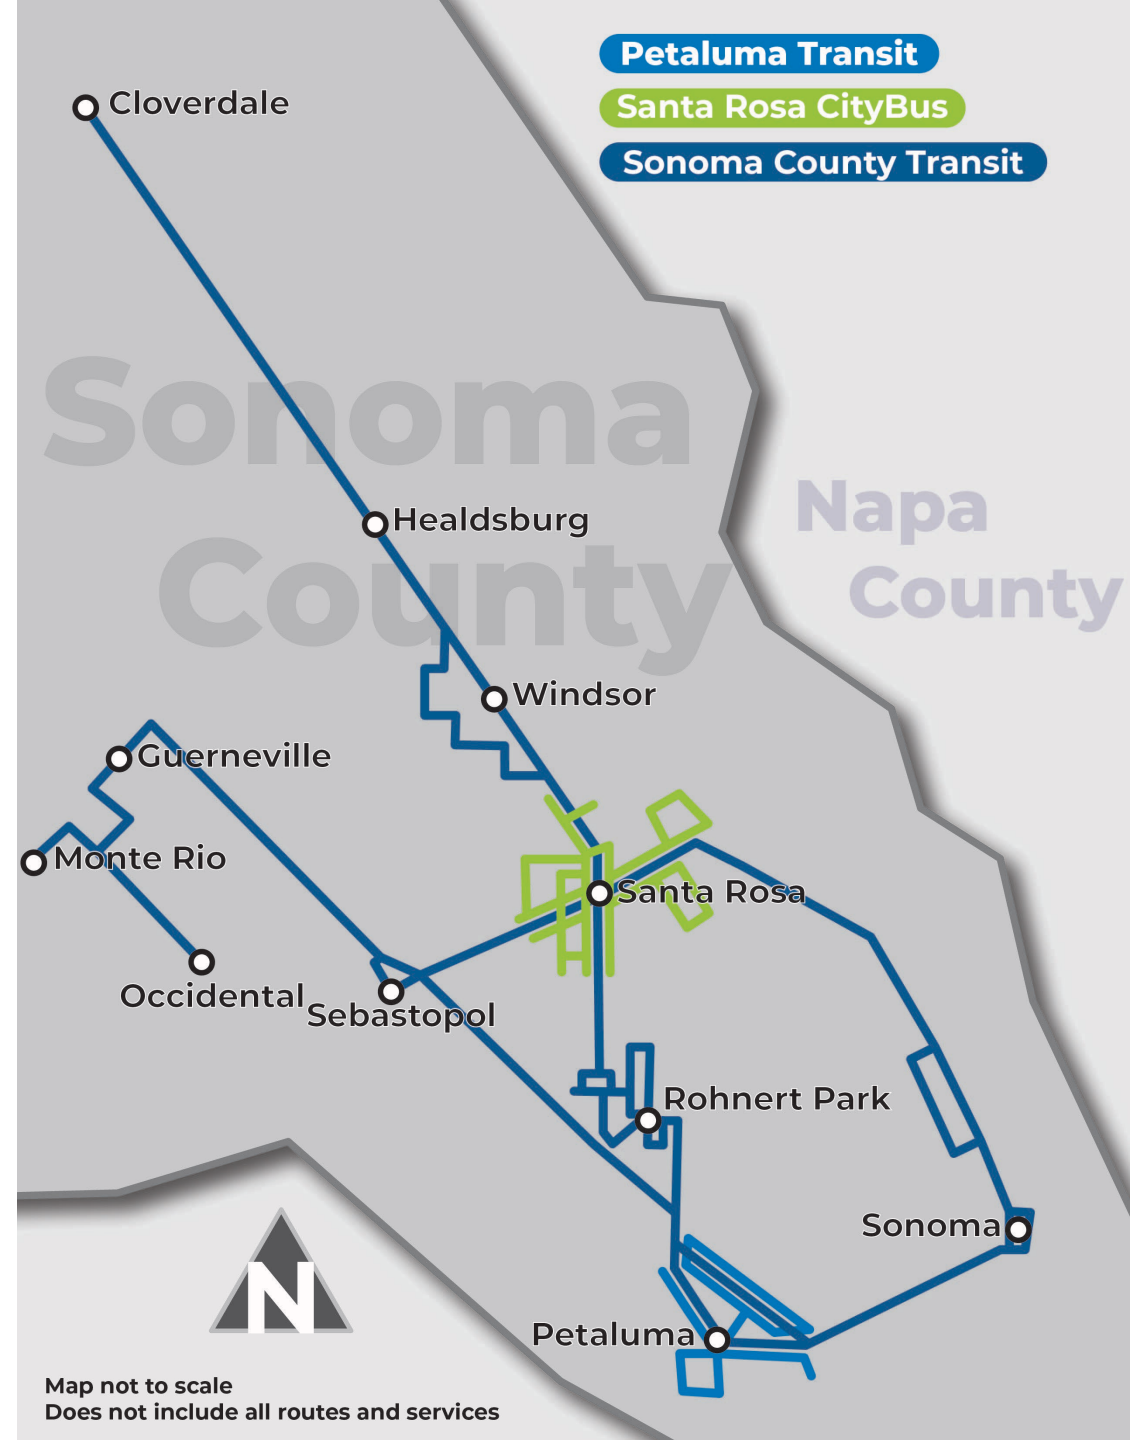 Petaluma Transit
Santa Rosa CityBus
Sonoma County Transit
Cloverdale
Sonoma
County
Napa
County
Healdsburg
Windsor
Guerneville
Monte Rio
Santa Rosa
Occidental
Sebastopol
Rohnert Park
Sonoma
Petaluma
N
Map not to scale
Does not include all routes and services